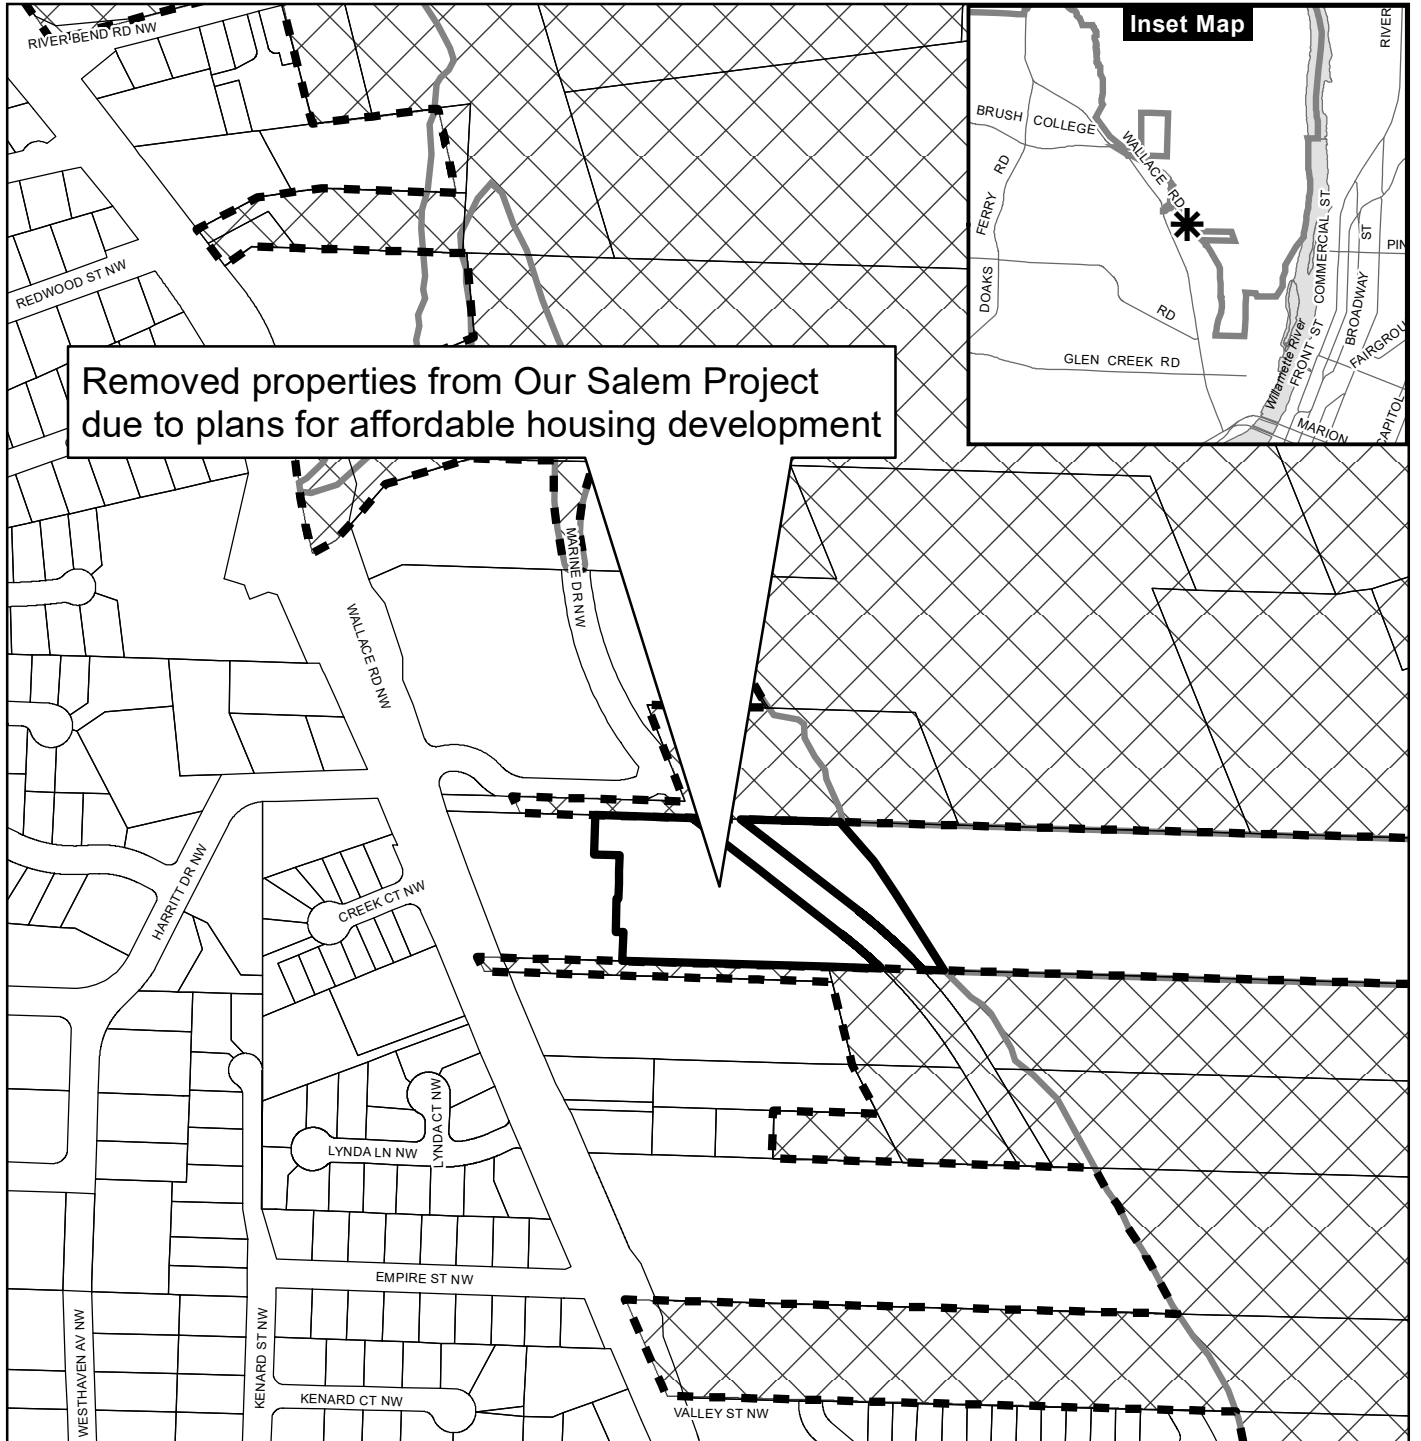 RIVER BEND RD NW
REDWOOD ST NW
Inset Map
BRUSH COLLEGE
WALLACE RD
RD
FERRY
DOAKS
RD
GLEN CREEK RD
RIVER
PIN
ST
COMMERCIAL ST
BROADWAY
FRONT ST
FAIRGROU
Willamette River
MARION
CAPITOL
Removed properties from Our Salem Project
due to plans for affordable housing development
MARINE DR NW
WALLACE RD NW
HARRITT DR NW
CREEK CT NW
LYNDA CT NW
LYNDA LN NW
EMPIRE ST NW
WESTHAVEN AV NW
KENARD ST NW
KENARD CT NW
VALLEY ST NW